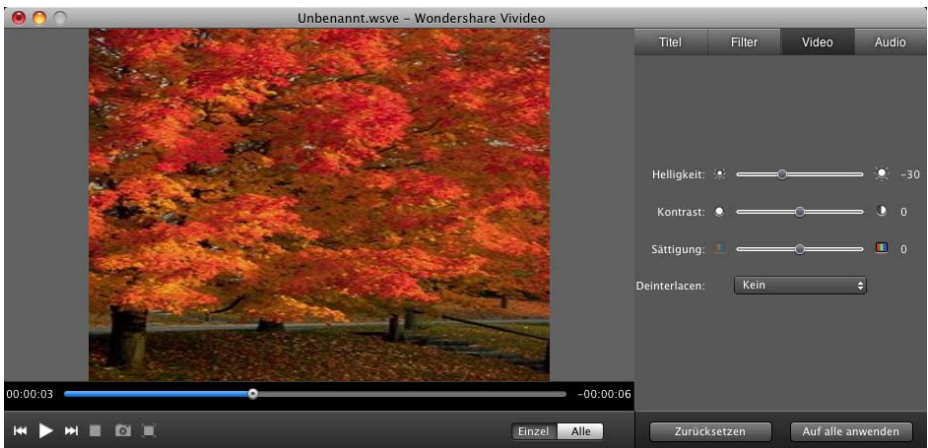 Unbenannt.wsve – Wondershare Vivideo
Titel Filter Video Audio
Helligkeit: -30
Kontrast: 0
Sättigung: 0
Deinterlacen: Kein
00:00:03 -00:00:06
Einzel Alle
Zurücksetzen Auf alle anwenden